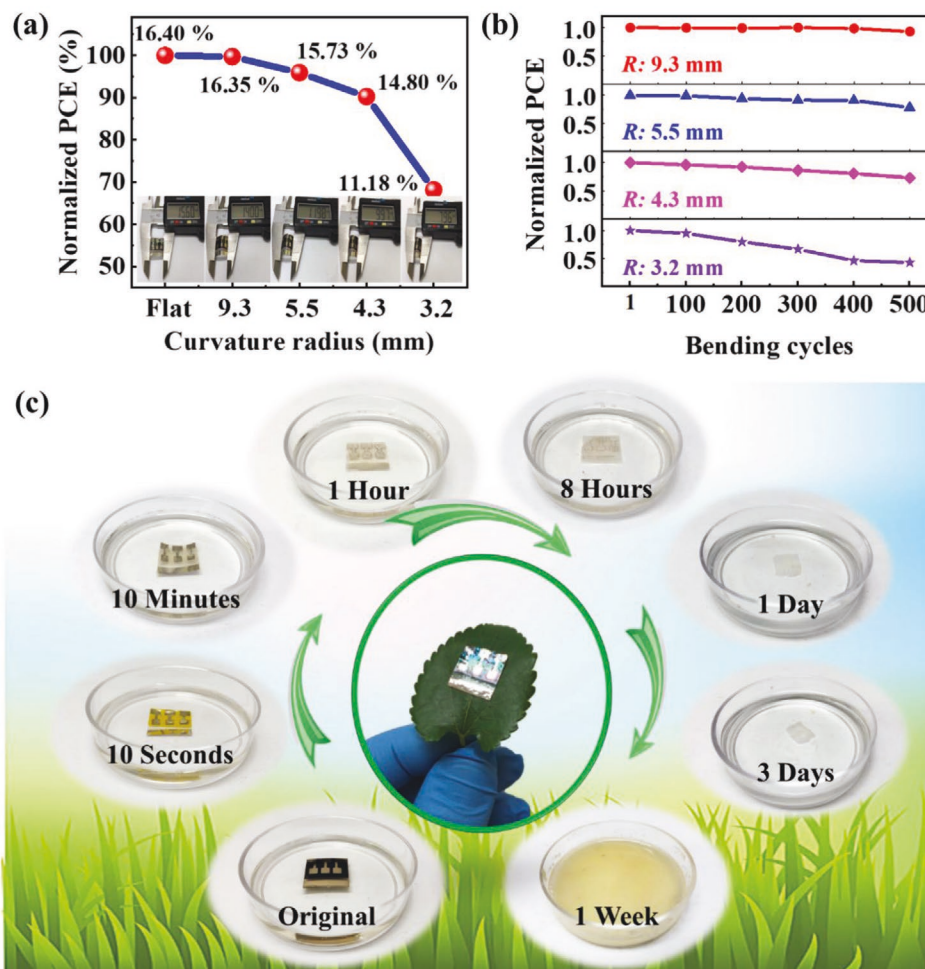 (a)
16.40 %
16.35 %
15.73 %
14.80 %
11.18 %
Normalized PCE (%)
100
90
80
70
60
50
Flat
9.3
5.5
4.3
3.2
Curvature radius (mm)
(b)
Normalized PCE
1.0
0.5
R: 9.3 mm
1.0
0.5
R: 5.5 mm
1.0
0.5
R: 4.3 mm
1.0
0.5
R: 3.2 mm
1 100 200 300 400 500
Bending cycles
(c)
1 Hour
8 Hours
10 Minutes
1 Day
10 Seconds
3 Days
Original
1 Week